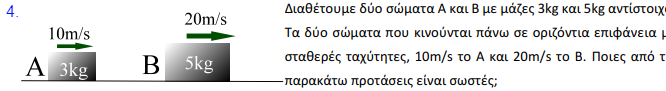 4.
Διαθέτουμε δύο σώματα Α και Β με μάζες 3kg και 5kg
Τα δύο σώματα που κινούνται πάνω σε οριζόντια επιφάνεια
σταθερές ταχύτητες, 10m/s το Α και 20m/s το Β. Ποιες από
παρακάτω προτάσεις είναι σωστές;
10m/s
20m/s
A
3kg
B
5kg